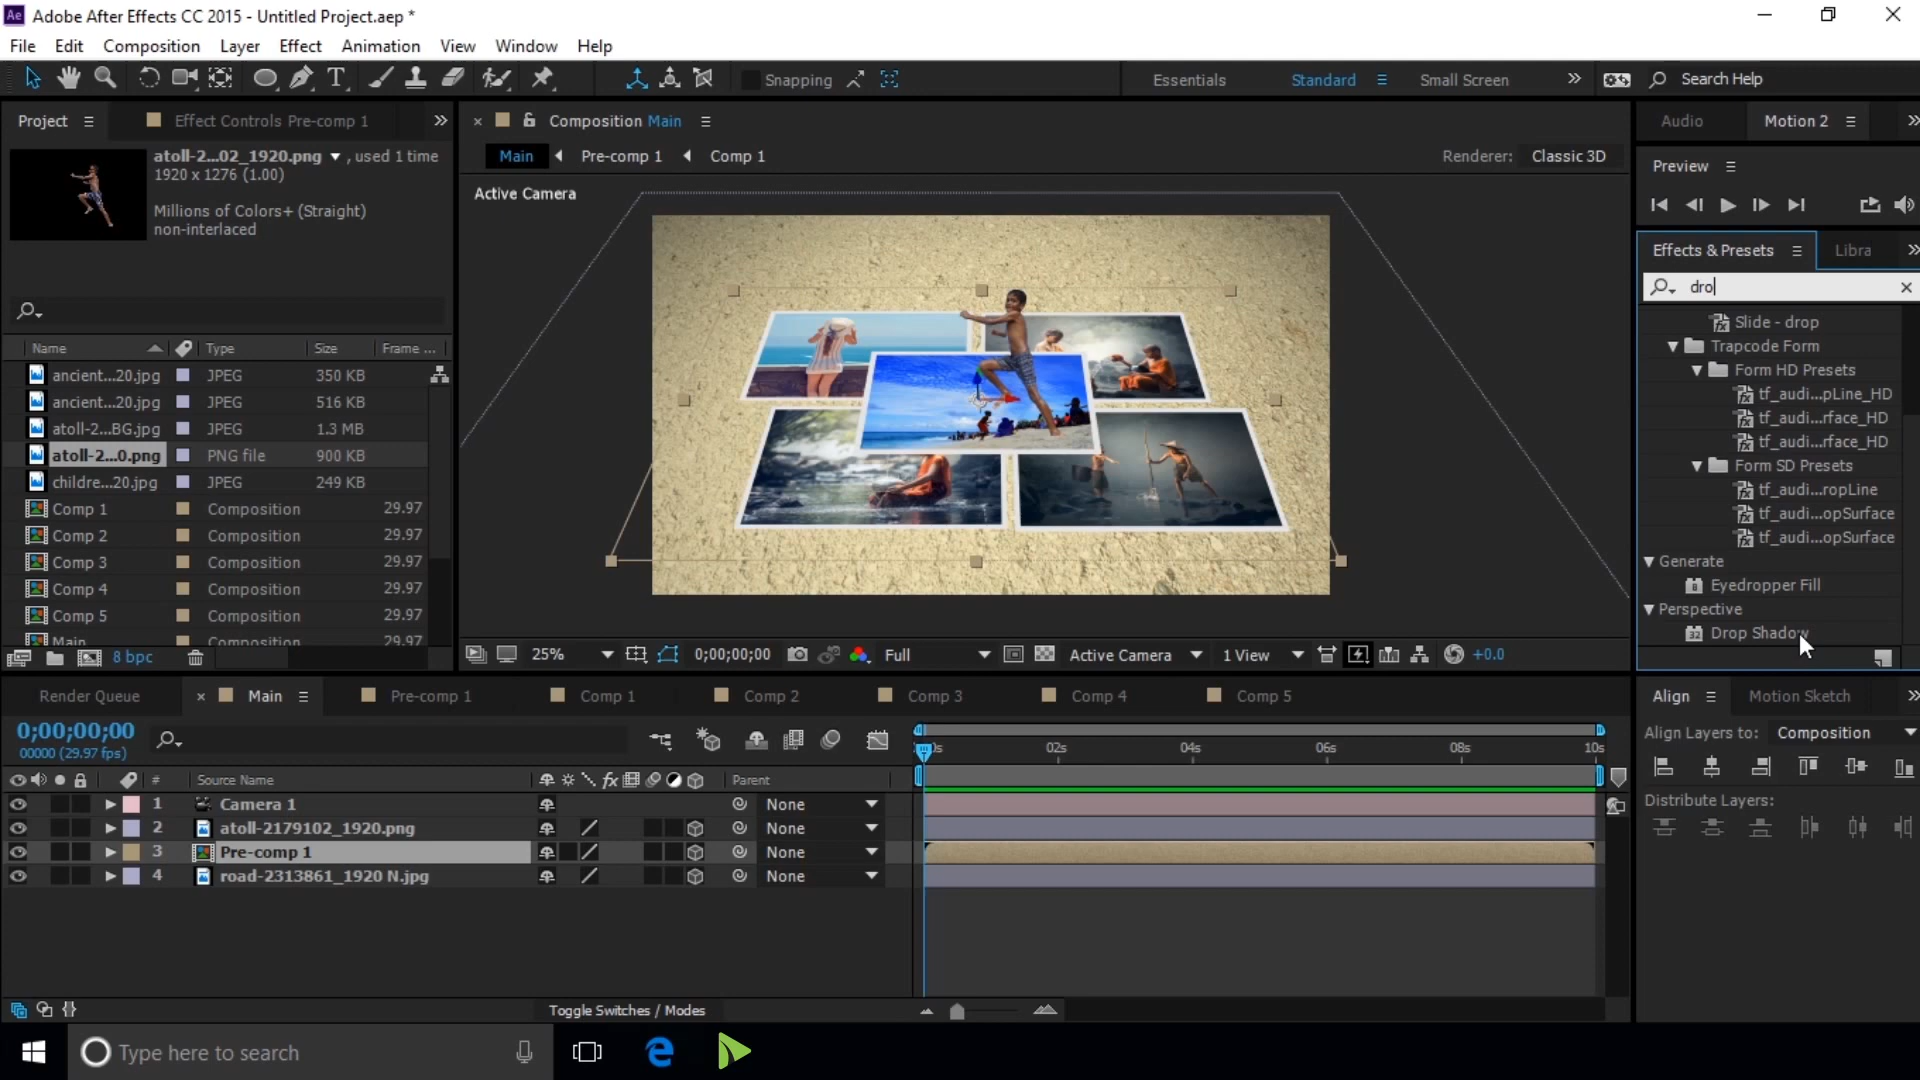 Ae Adobe After Effects CC 2015 - Untitled Project.aep *
File Edit Composition Layer Effect Animation View Window Help
T Snapping Essentials Standard Small Screen » Search Help
Project Effect Controls Pre-comp 1 »
atoll-2...02_1920.png ▼ , used 1 time
1920 x 1276 (1.00)
Millions of Colors+ (Straight)
non-interlaced
Name Type Size Frame ...
ancient...20.jpg JPEG 350 KB
ancient...20.jpg JPEG 516 KB
atoll-2...BG.jpg JPEG 1.3 MB
atoll-2...0.png PNG file 900 KB
childre...20.jpg JPEG 249 KB
Comp 1 Composition 29.97
Comp 2 Composition 29.97
Comp 3 Composition 29.97
Comp 4 Composition 29.97
Comp 5 Composition 29.97
Main Composition 29.97
8 bpc
× Composition Main
Main Pre-comp 1 Comp 1 Renderer: Classic 3D
Active Camera
25% 0;00;00;00 Full Active Camera 1 View +0.0
Audio Motion 2 »
Preview
Effects & Presets Libra »
dro
Slide - drop
Trapcode Form
Form HD Presets
tf_audi...pLine_HD
tf_audi...rface_HD
tf_audi...rface_HD
Form SD Presets
tf_audi...ropLine
tf_audi...opSurface
tf_audi...opSurface
Generate
Eyedropper Fill
Perspective
32 Drop Shadow
Render Queue × Main Pre-comp 1 Comp 1 Comp 2 Comp 3 Comp 4 Comp 5
0;00;00;00
00000 (29.97 fps)
0s 02s 04s 06s 08s 10s
# Source Name fx Parent
1 Camera 1 None
2 atoll-2179102_1920.png None
3 Pre-comp 1 None
4 road-2313861_1920 N.jpg None
Toggle Switches / Modes
Align Motion Sketch »
Align Layers to: Composition
Distribute Layers:
Type here to search